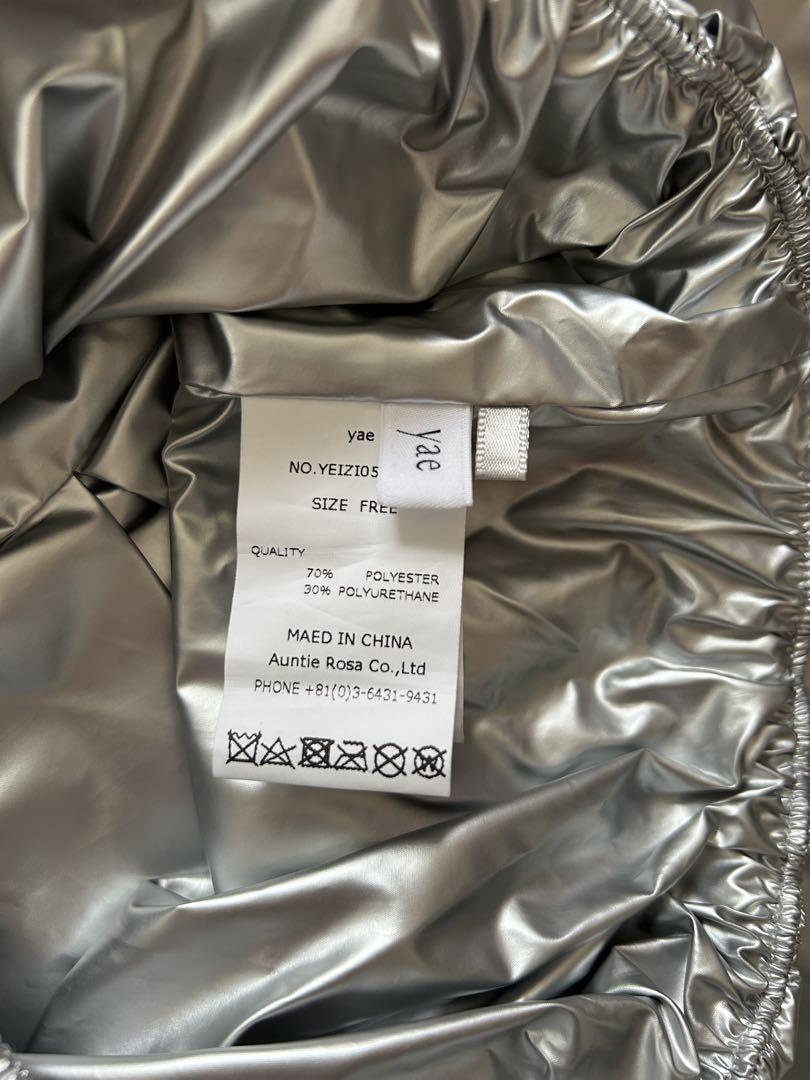 yae
yae
NO.YEIZI05
SIZE FREE
QUALITY
70% POLYESTER
30% POLYURETHANE
MAED IN CHINA
Auntie Rosa Co.,Ltd
PHONE +81(0)3-6431-9431